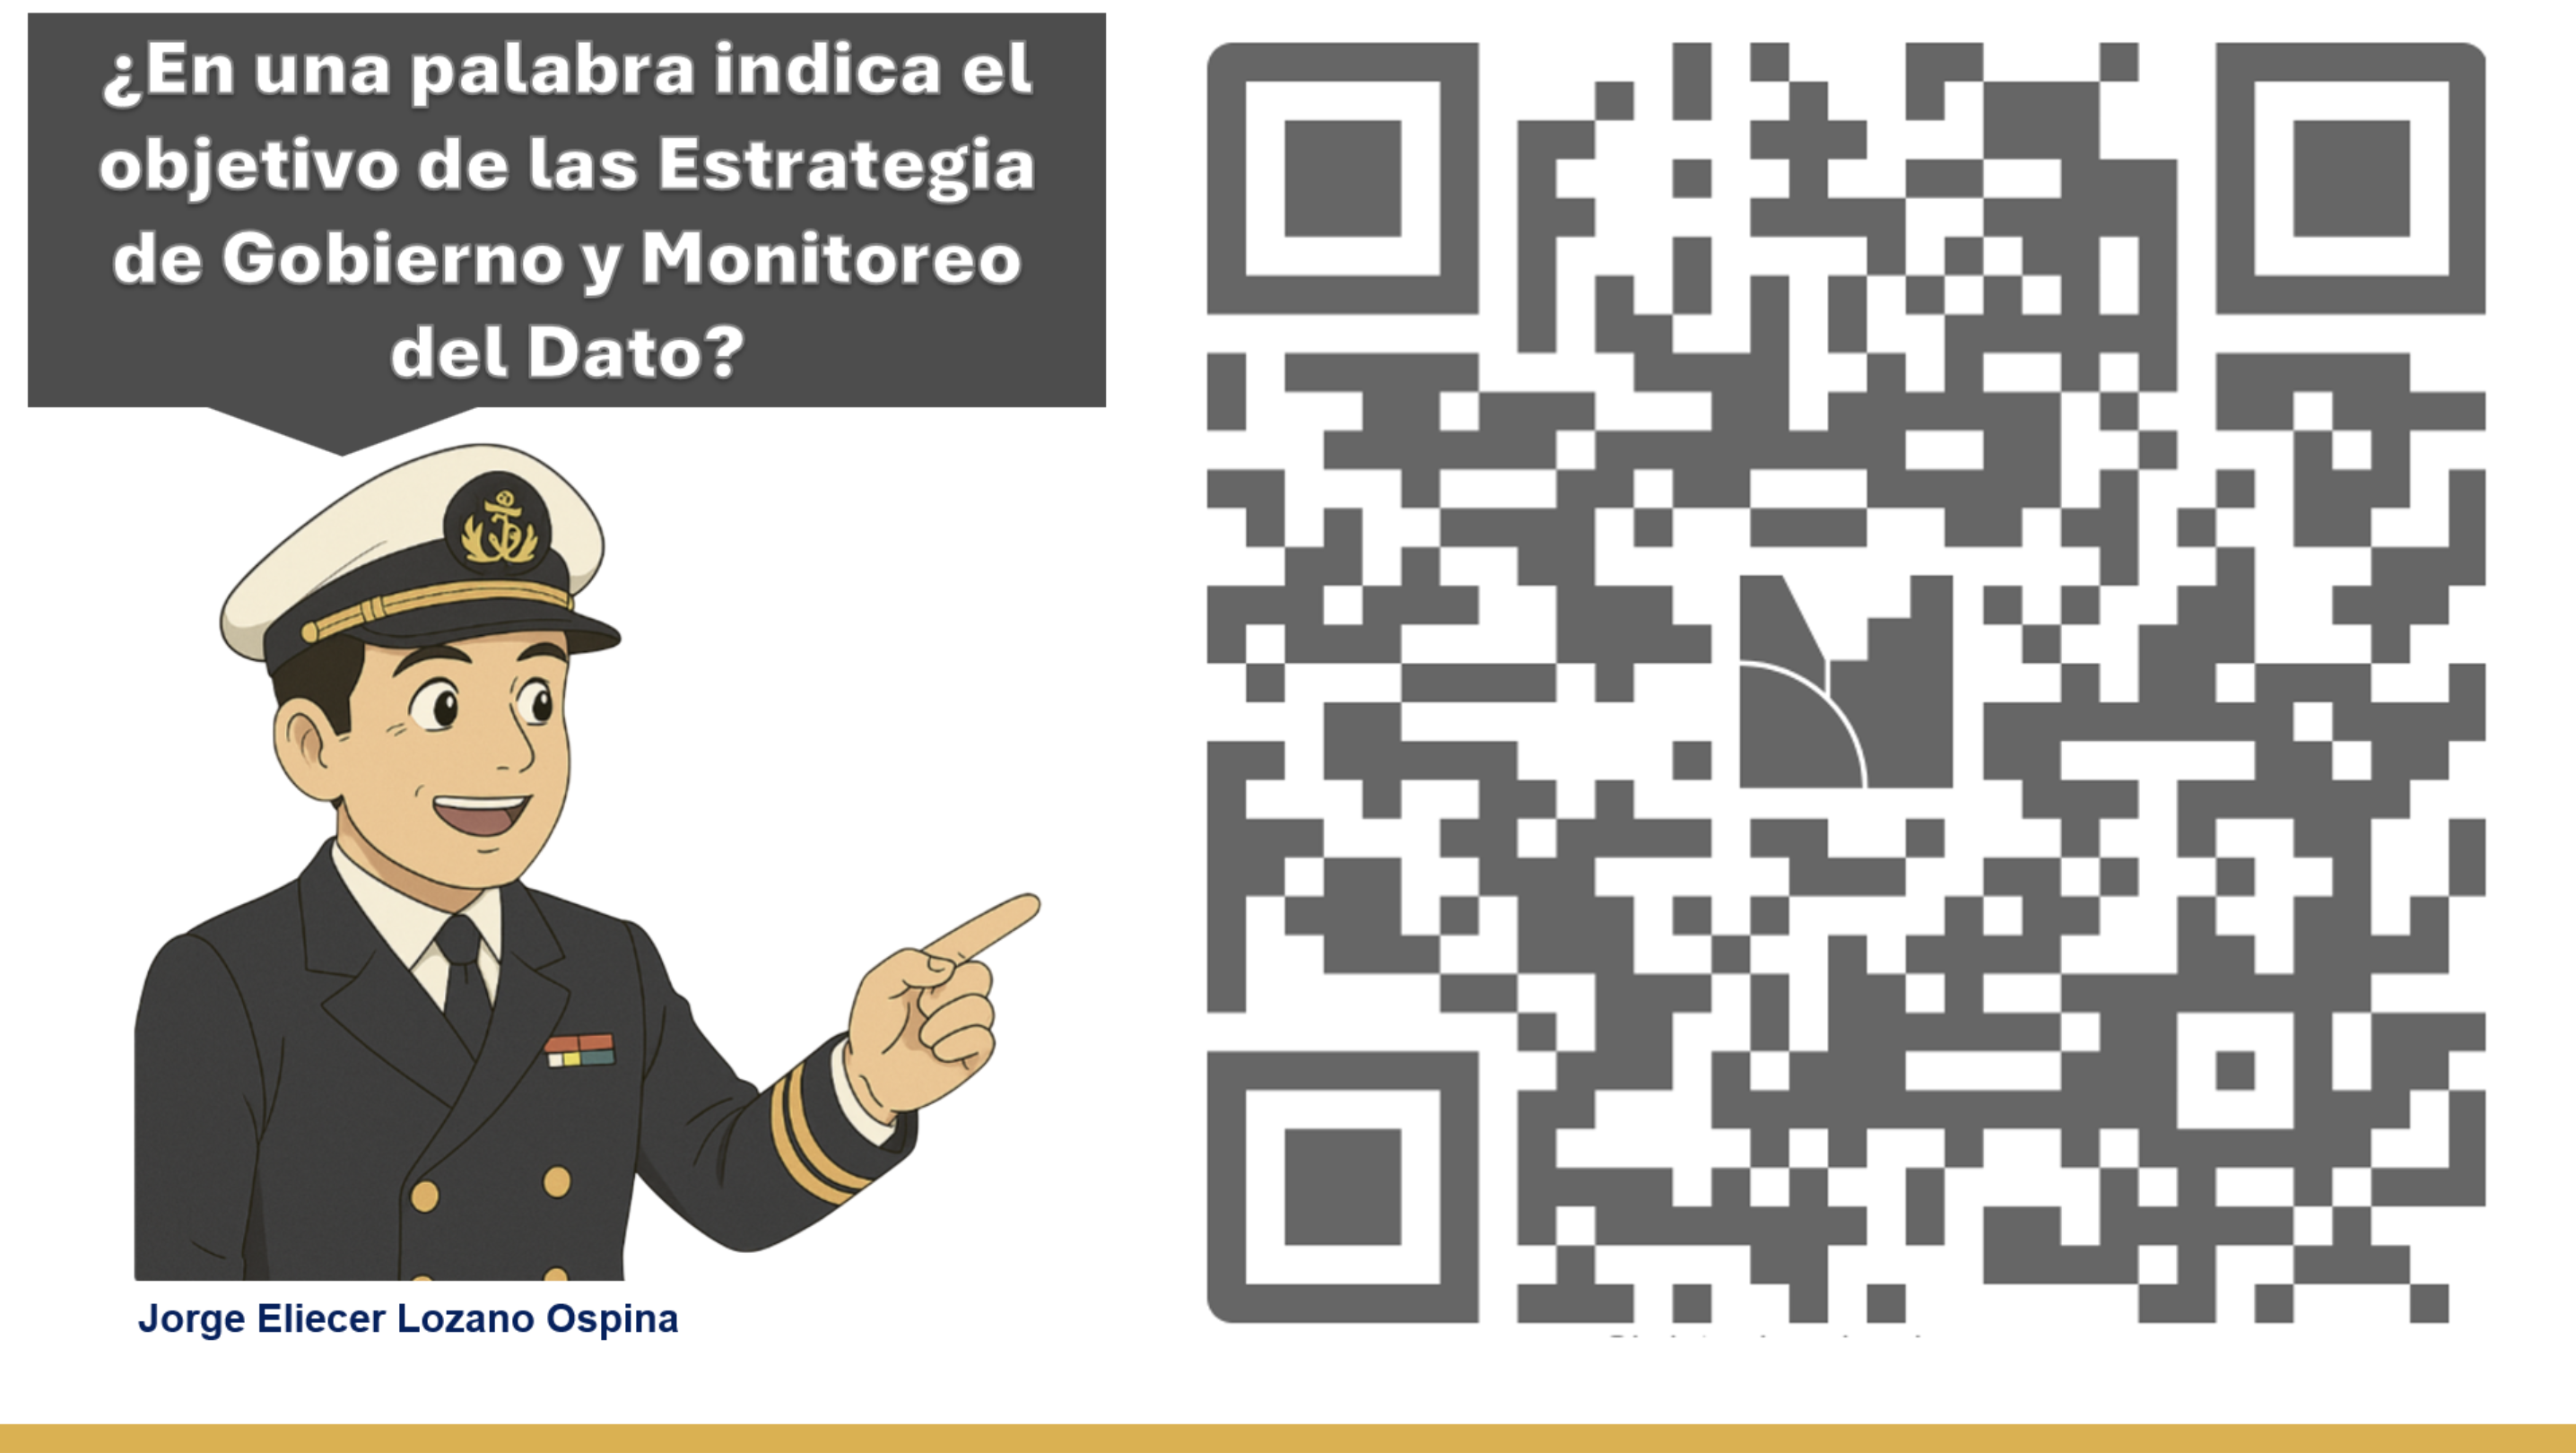 ¿En una palabra indica el
objetivo de las Estrategia
de Gobierno y Monitoreo
del Dato?
Jorge Eliecer Lozano Ospina